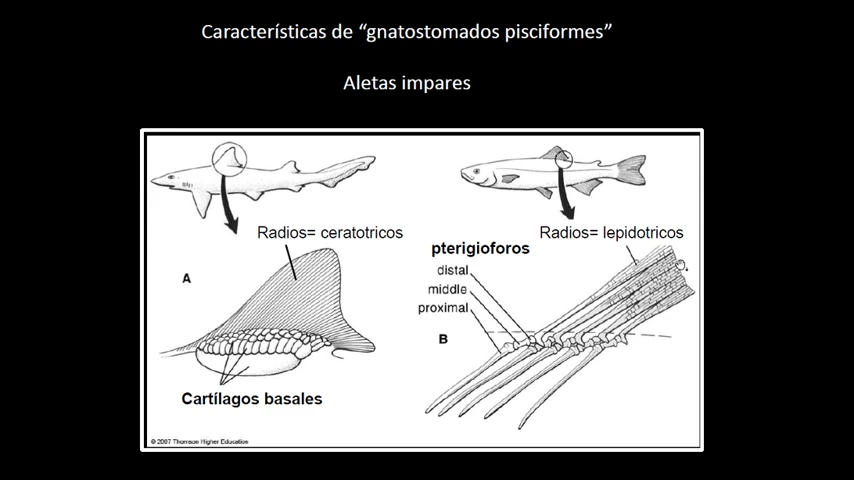 Características de “gnatostomados pisciformes”
Aletas impares
Radios= ceratotricos
Radios= lepidotricos
pterigioforos
distal
middle
proximal
A
B
Cartílagos basales
© 2007 Thomson Higher Education